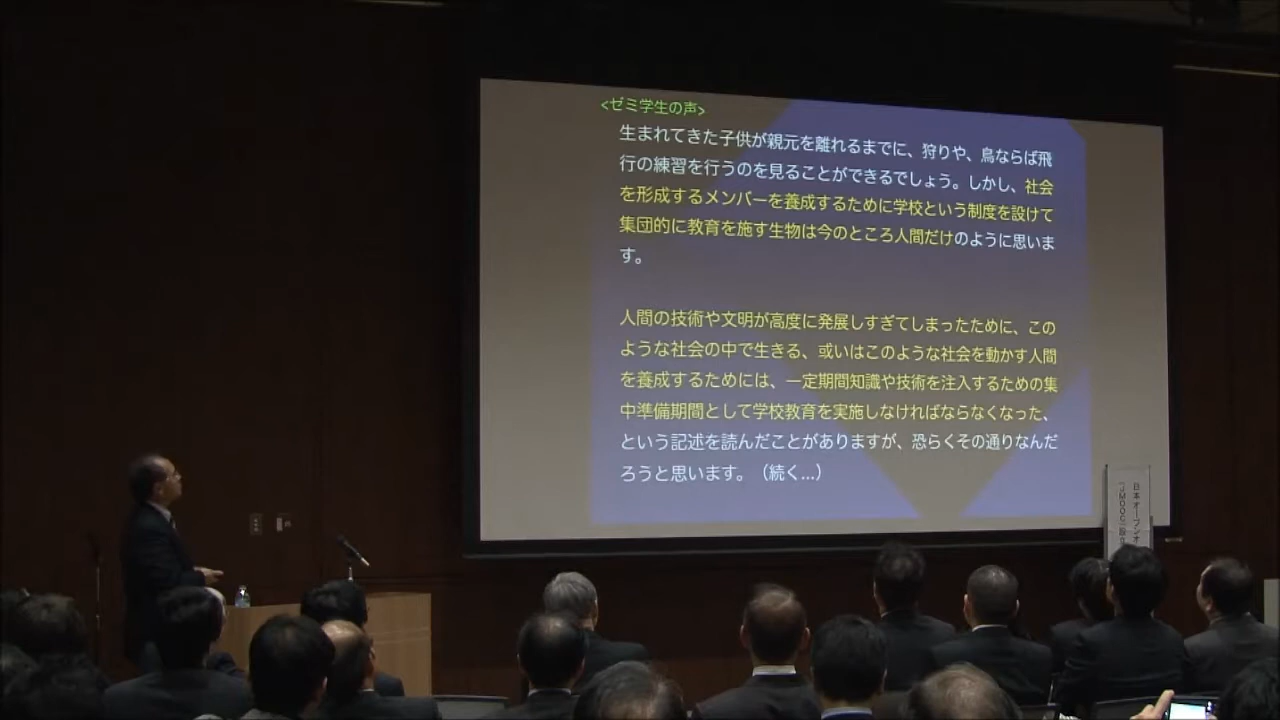 <ゼミ学生の声>
生まれてきた子供が親元を離れるまでに、狩りや、鳥ならば飛
行の練習を行うのを見ることができるでしょう。しかし、社会
を形成するメンバーを養成するために学校という制度を設けて
集団的に教育を施す生物は今のところ人間だけのように思いま
す。
人間の技術や文明が高度に発展しすぎてしまったために、この
ような社会の中で生きる、或いはこのような社会を動かす人間
を養成するためには、一定期間知識や技術を注入するための集
中準備期間として学校教育を実施しなければならなくなった、
という記述を読んだことがありますが、恐らくその通りなんだ
ろうと思います。（続く...）
日本オープンオ
「JMOOC」設立